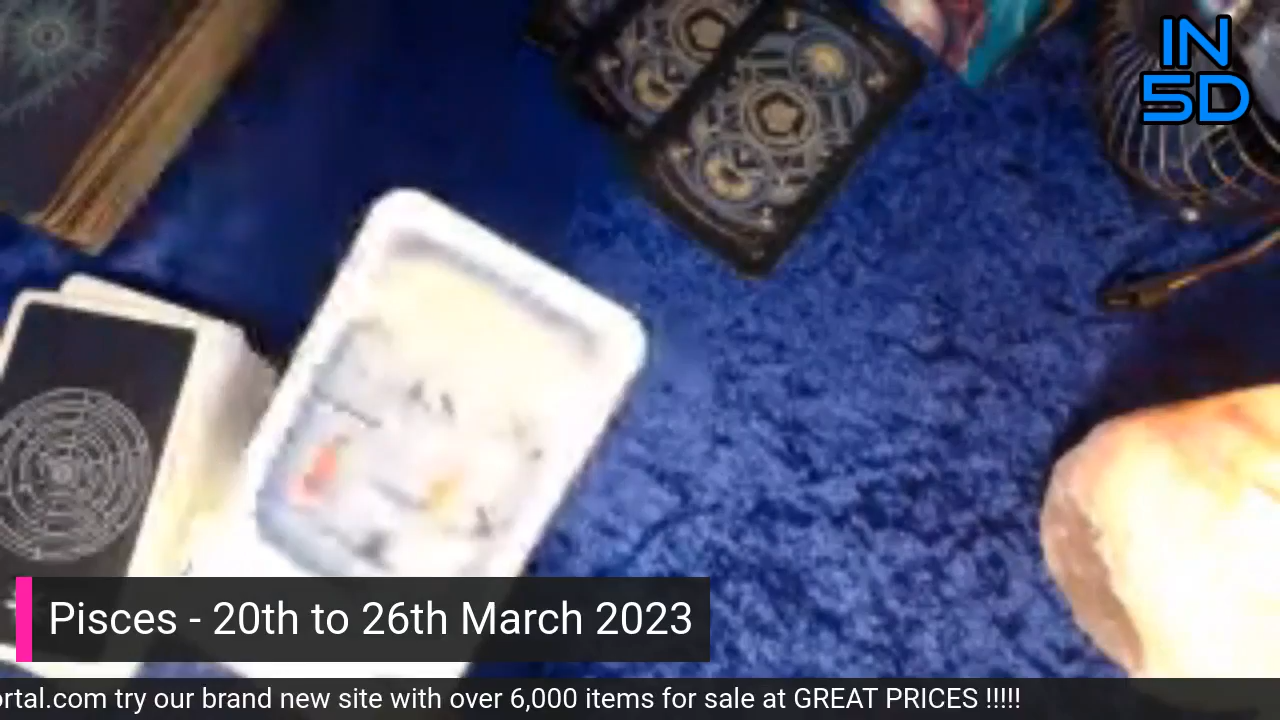 IN
5D
Pisces - 20th to 26th March 2023
ortal.com try our brand new site with over 6,000 items for sale at GREAT PRICES !!!!!